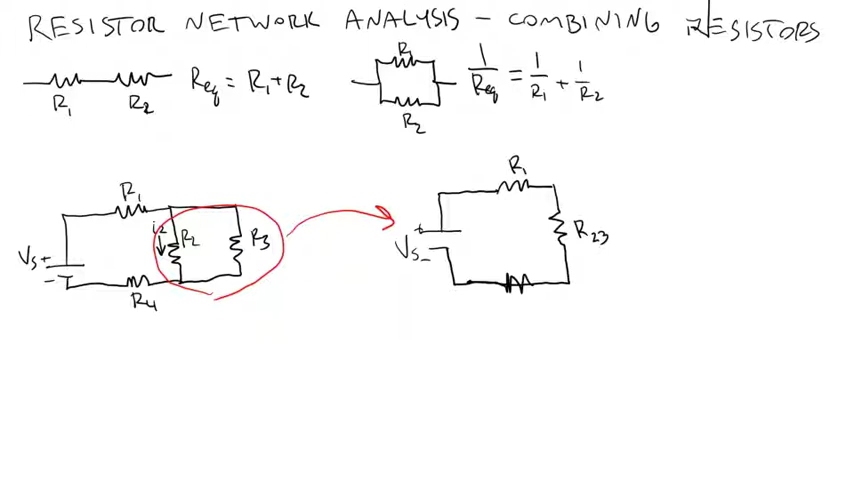 RESISTOR NETWORK ANALYSIS – COMBINING RESISTORS
R1 R2 Req = R1 + R2
R1 R2 1/Req = 1/R1 + 1/R2
R1
i2 R2 R3
Vs + -
R4
R1
+ Vs -
R23